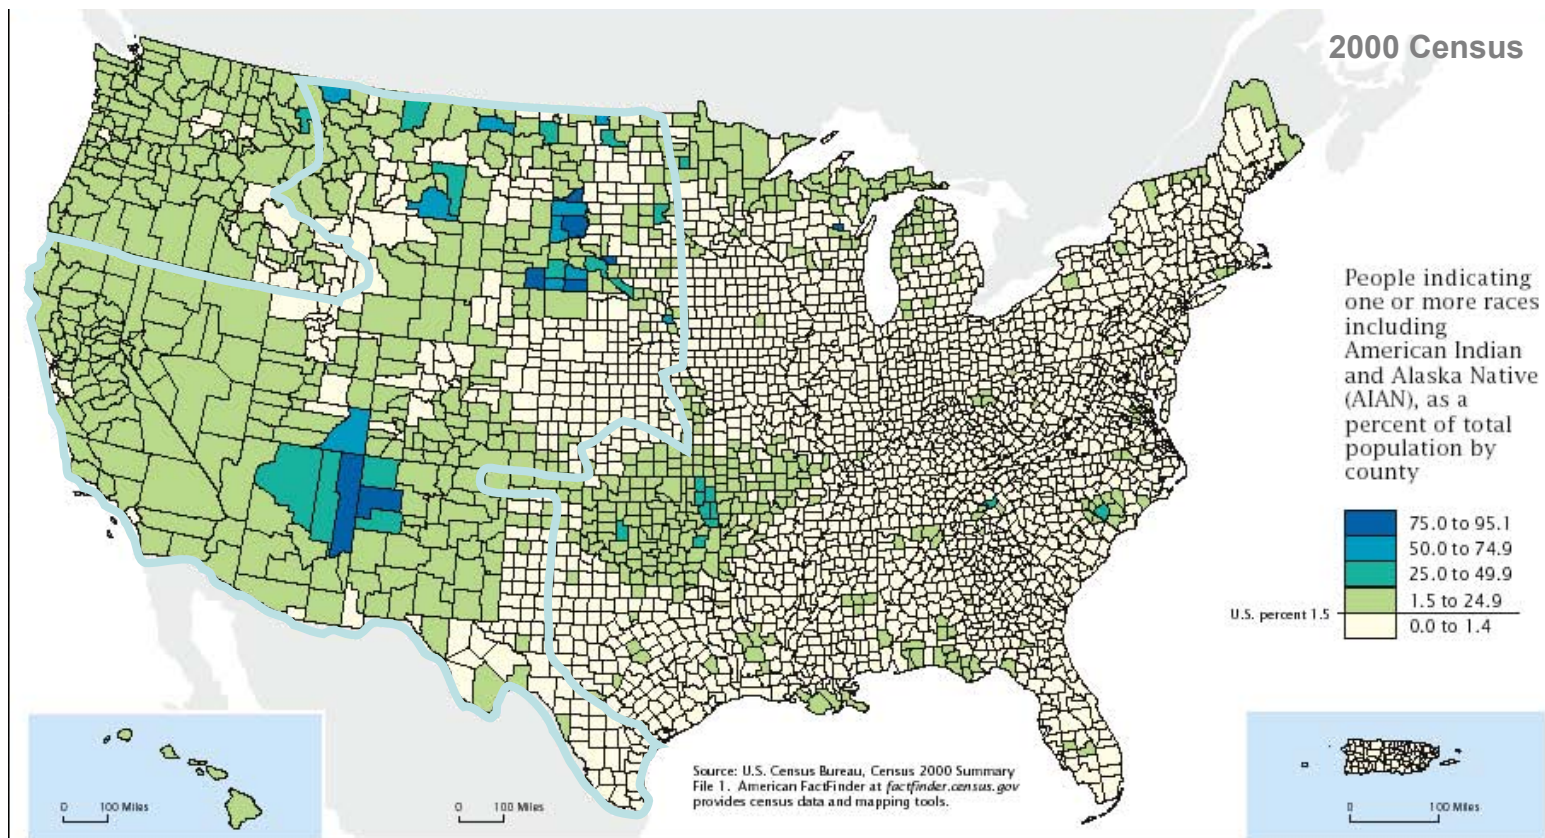 2000 Census
People indicating
one or more races
including
American Indian
and Alaska Native
(AIAN), as a
percent of total
population by
county
75.0 to 95.1
50.0 to 74.9
25.0 to 49.9
1.5 to 24.9
U.S. percent 1.5
0.0 to 1.4
Source: U.S. Census Bureau, Census 2000 Summary
File 1. American FactFinder at factfinder.census.gov
provides census data and mapping tools.
0 100 Miles
0 100 Miles
0 100 Miles